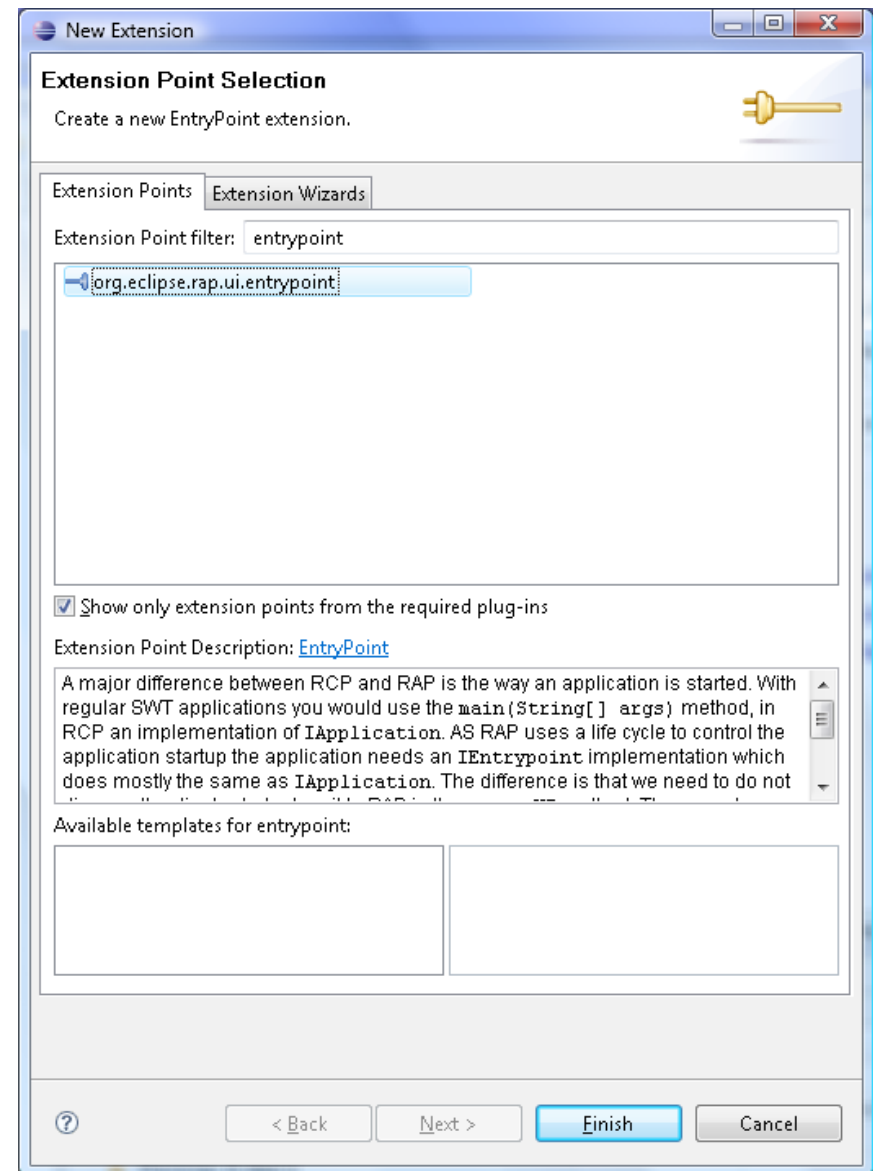 New Extension
Extension Point Selection
Create a new EntryPoint extension.
Extension Points
Extension Wizards
Extension Point filter: entrypoint
org.eclipse.rap.ui.entrypoint
Show only extension points from the required plug-ins
Extension Point Description: EntryPoint
A major difference between RCP and RAP is the way an application is started. With
regular SWT applications you would use the main(String[] args) method, in
RCP an implementation of IApplication. AS RAP uses a life cycle to control the
application startup the application needs an IEntrypoint implementation which
does mostly the same as IApplication. The difference is that we need to do not
Available templates for entrypoint:
< Back
Next >
Finish
Cancel